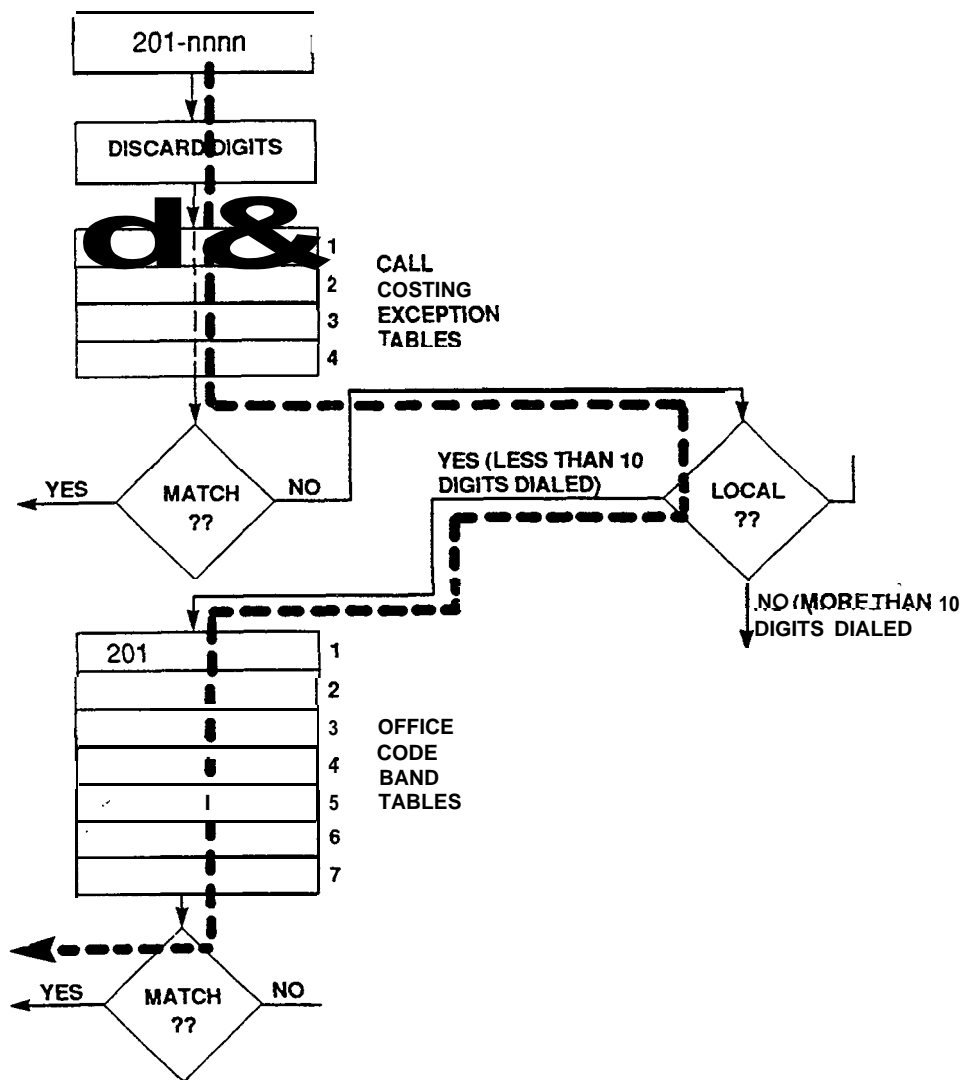 201-nnnn
DISCARD DIGITS
d &
1
2
3
4
CALL
COSTING
EXCEPTION
TABLES
YES
MATCH
??
NO
YES (LESS THAN 10
DIGITS DIALED)
LOCAL
??
NO (MORE THAN 10
DIGITS DIALED
201
1
2
3
4
5
6
7
OFFICE
CODE
BAND
TABLES
YES
MATCH
??
NO